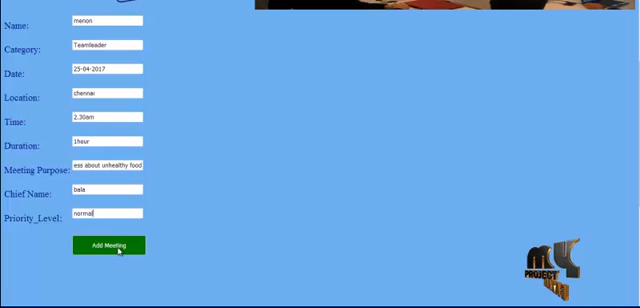 Name: menon
Category: Teamleader
Date: 25-04-2017
Location: chennai
Time: 2.30am
Duration: 1hour
Meeting Purpose: ess about unhealthy food
Chief Name: bala
Priority_Level: normal
Add Meeting
MY
PROJECT